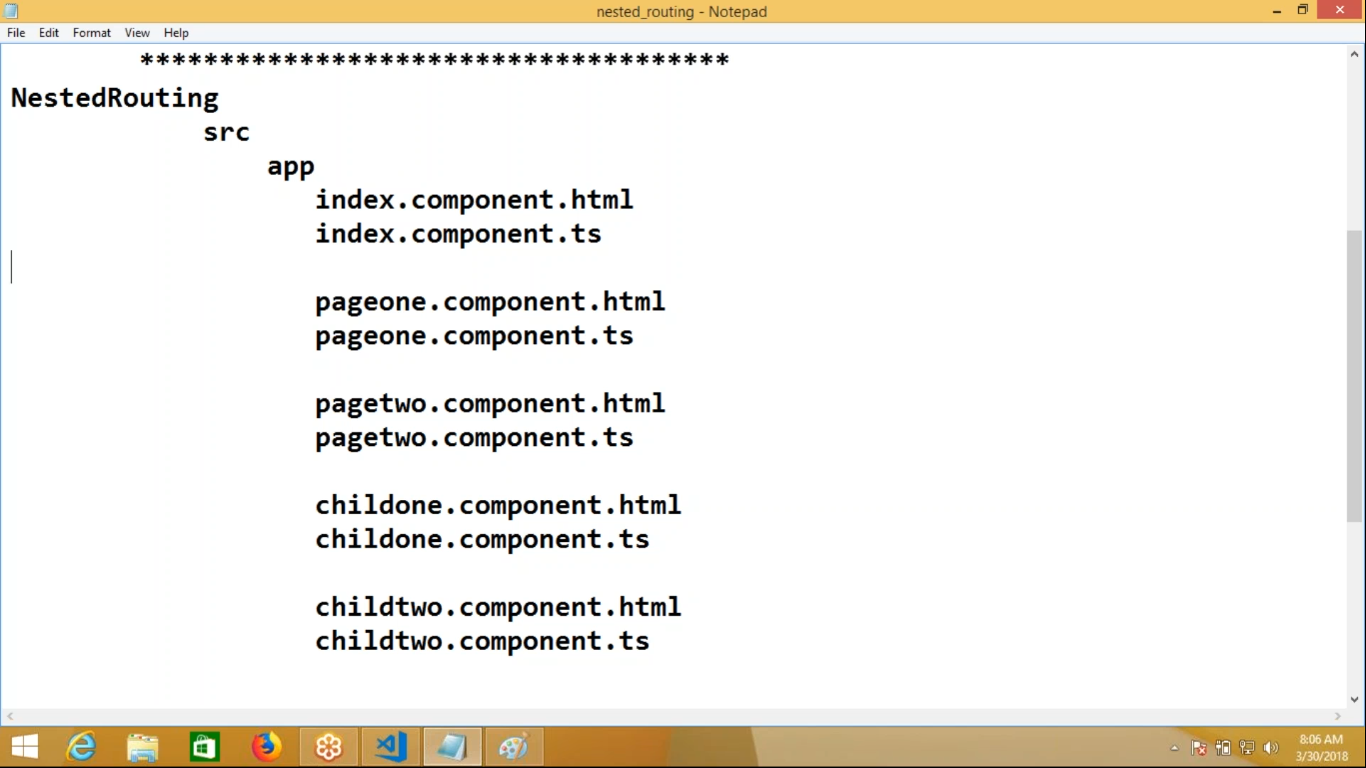 nested_routing - Notepad
File Edit Format View Help
*************************************
NestedRouting
src
app
index.component.html
index.component.ts
pageone.component.html
pageone.component.ts
pagetwo.component.html
pagetwo.component.ts
childone.component.html
childone.component.ts
childtwo.component.html
childtwo.component.ts
8:06 AM
3/30/2018